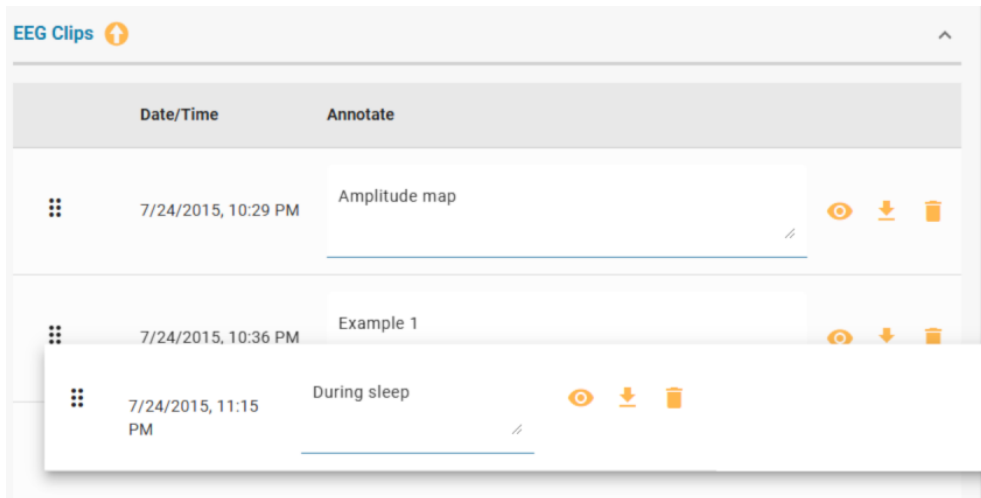 EEG Clips
Date/Time Annotate
7/24/2015, 10:29 PM Amplitude map
7/24/2015, 10:36 PM Example 1
7/24/2015, 11:15 PM During sleep